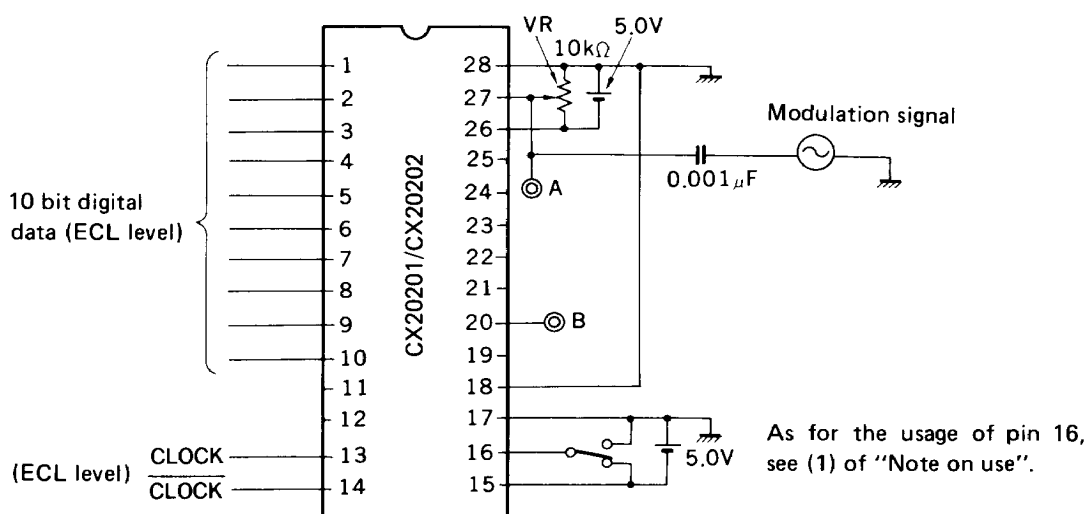 VR
5.0V
10kΩ
1
2
3
4
5
6
7
8
9
10
11
12
13
14
28
27
26
25
24
23
22
21
20
19
18
17
16
15
CX20201/CX20202
10 bit digital
data (ECL level)
(ECL level)
CLOCK
CLOCK
A
B
Modulation signal
0.001μF
5.0V
As for the usage of pin 16,
see (1) of "Note on use".